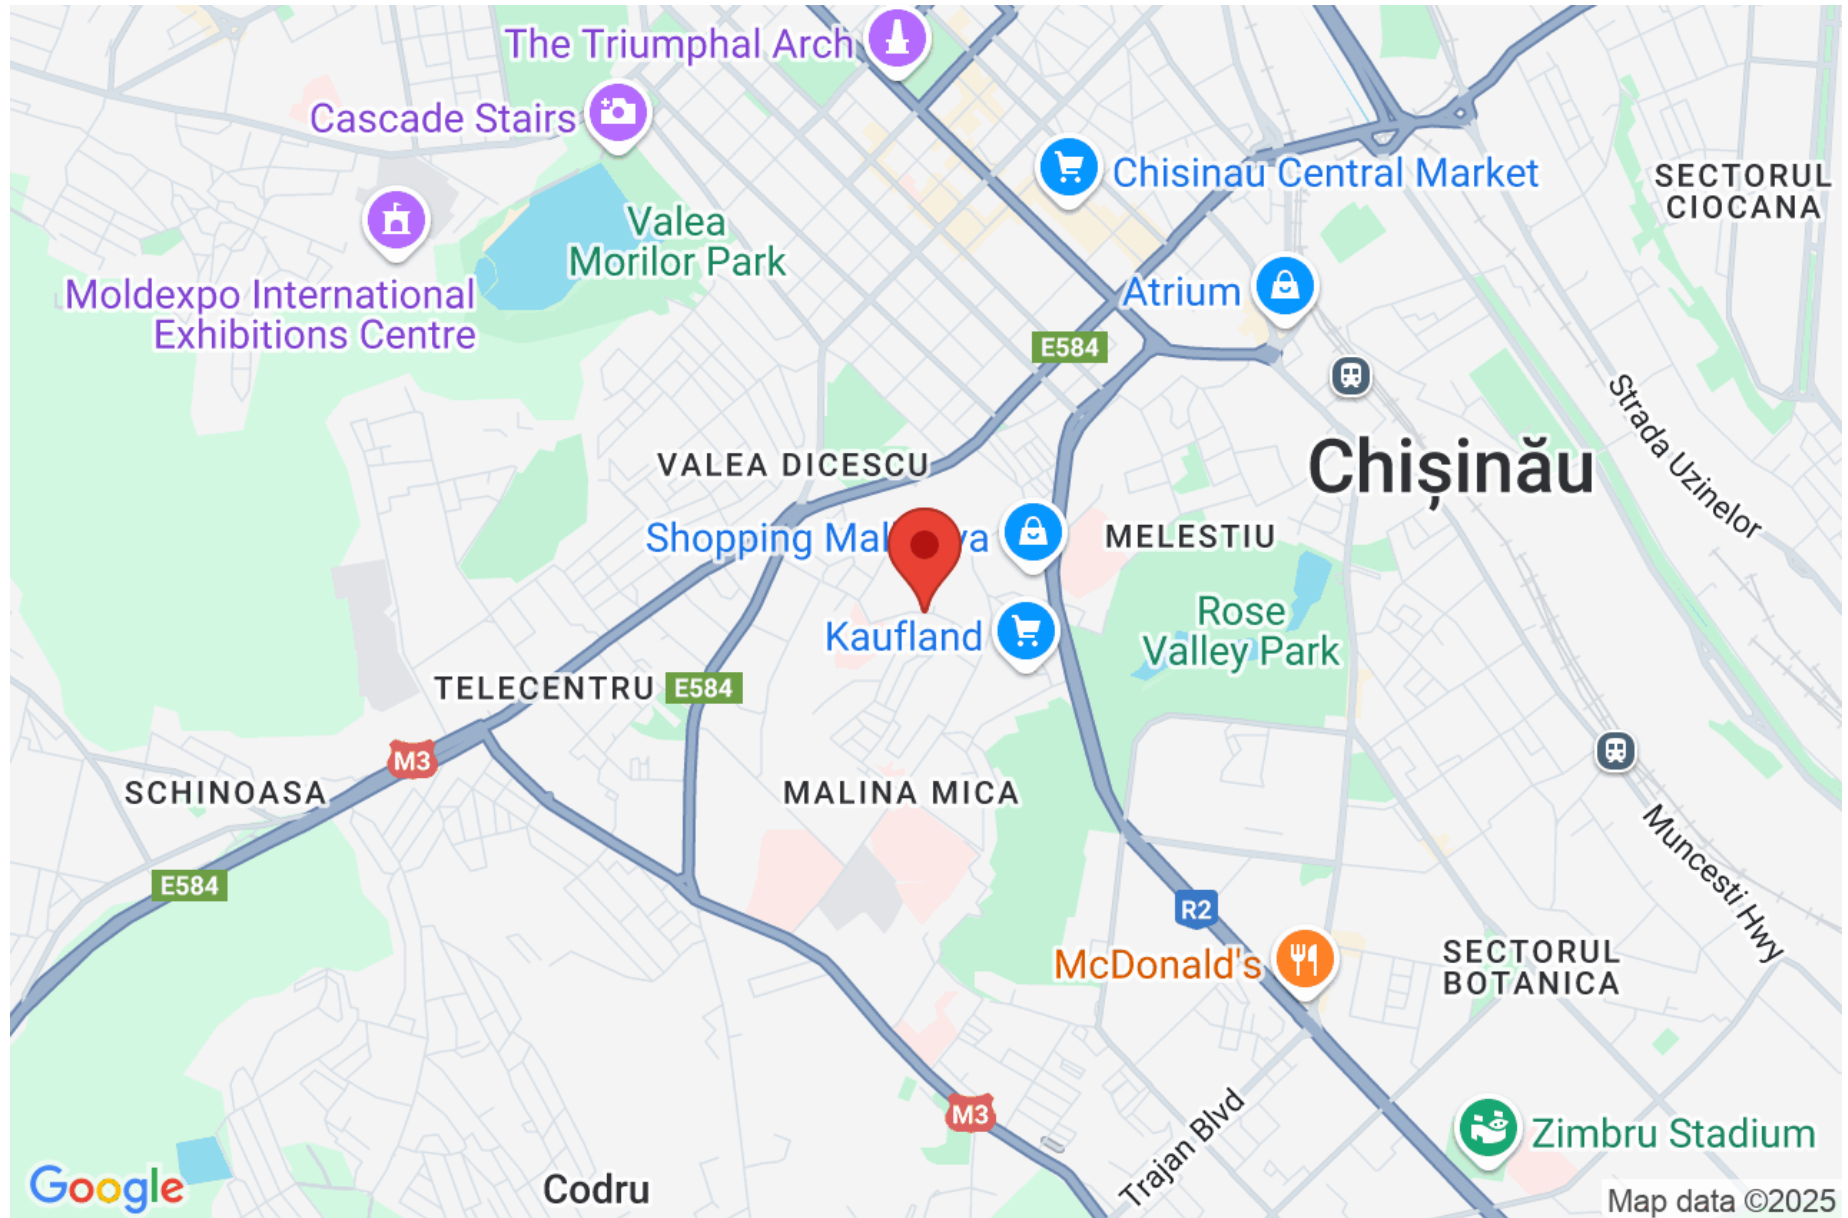 The Triumphal Arch
Cascade Stairs
Chisinau Central Market
SECTORUL
CIOCANA
Valea
Morilor Park
Moldexpo International
Exhibitions Centre
Atrium
E584
Strada Uzinelor
VALEA DICESCU
Chișinău
Shopping
MELESTIU
Rose
Valley Park
Kaufland
TELECENTRU
E584
M3
SCHINOASA
MALINA MICA
Muncesti Hwy
E584
R2
McDonald's
SECTORUL
BOTANICA
M3
Trajan Blvd
Zimbru Stadium
Codru
Google
Map data ©2025